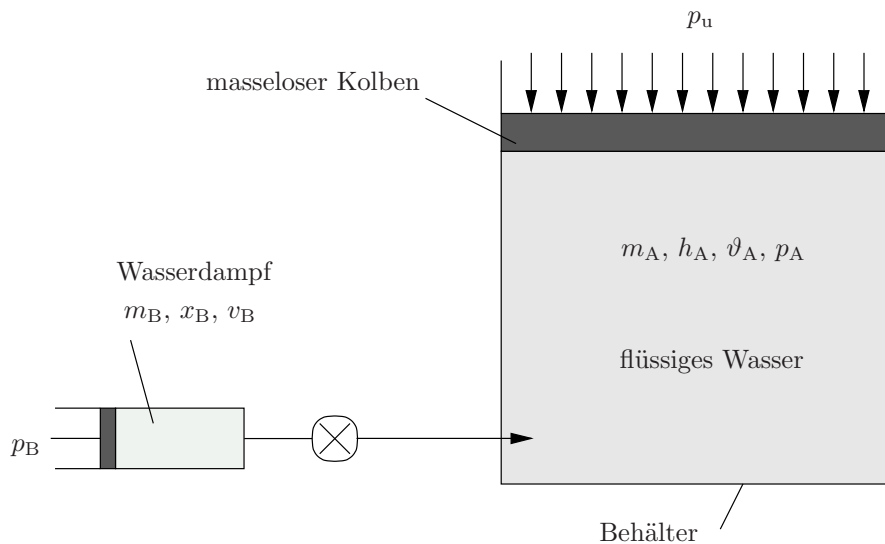 p_u
masseloser Kolben
m_A, h_A, ϑ_A, p_A
Wasserdampf
m_B, x_B, v_B
flüssiges Wasser
p_B
Behälter